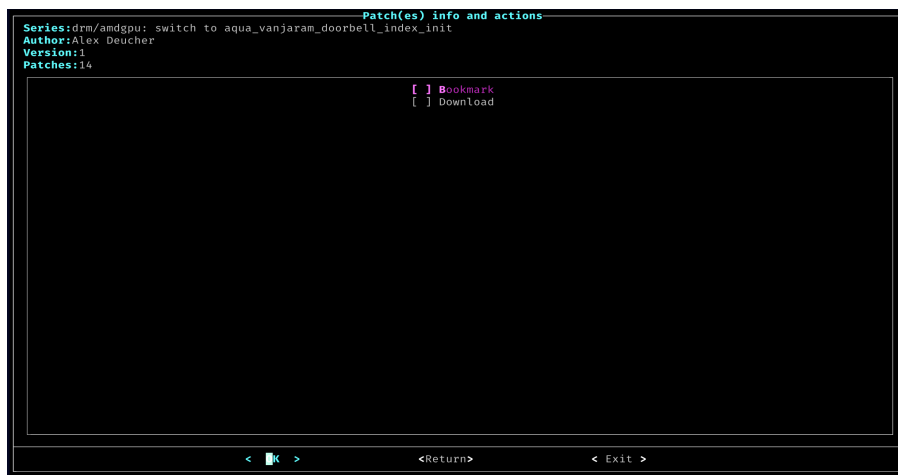 Patch(es) info and actions
Series:drm/amdgpu: switch to aqua_vanjaram_doorbell_index_init
Author:Alex Deucher
Version:1
Patches:14
[ ] Bookmark
[ ] Download
< OK > <Return> < Exit >